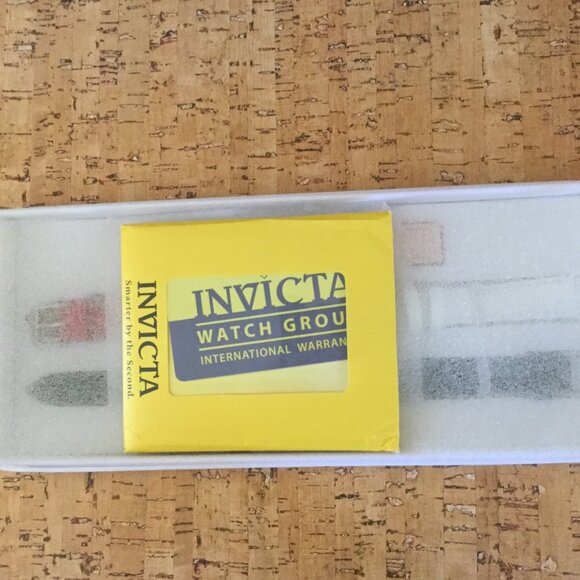 INVICTA
Smarter by the Second.
INVICTA
WATCH GROU
INTERNATIONAL WARRAN